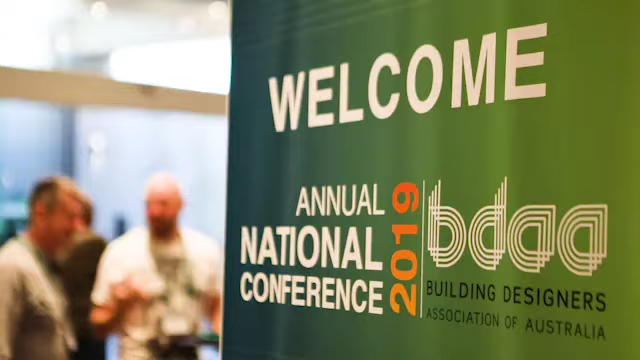 WELCOME
ANNUAL
NATIONAL
CONFERENCE
2019
bdaa
BUILDING DESIGNERS
ASSOCIATION OF AUSTRALIA